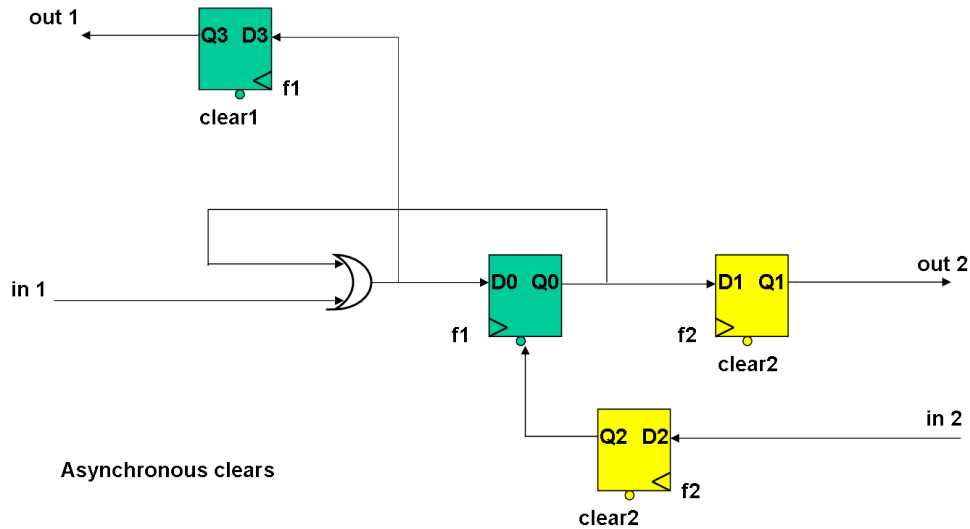 out 1
Q3 D3
f1
clear1
in 1
D0 Q0
f1
D1 Q1
f2
clear2
out 2
Q2 D2
f2
clear2
in 2
Asynchronous clears